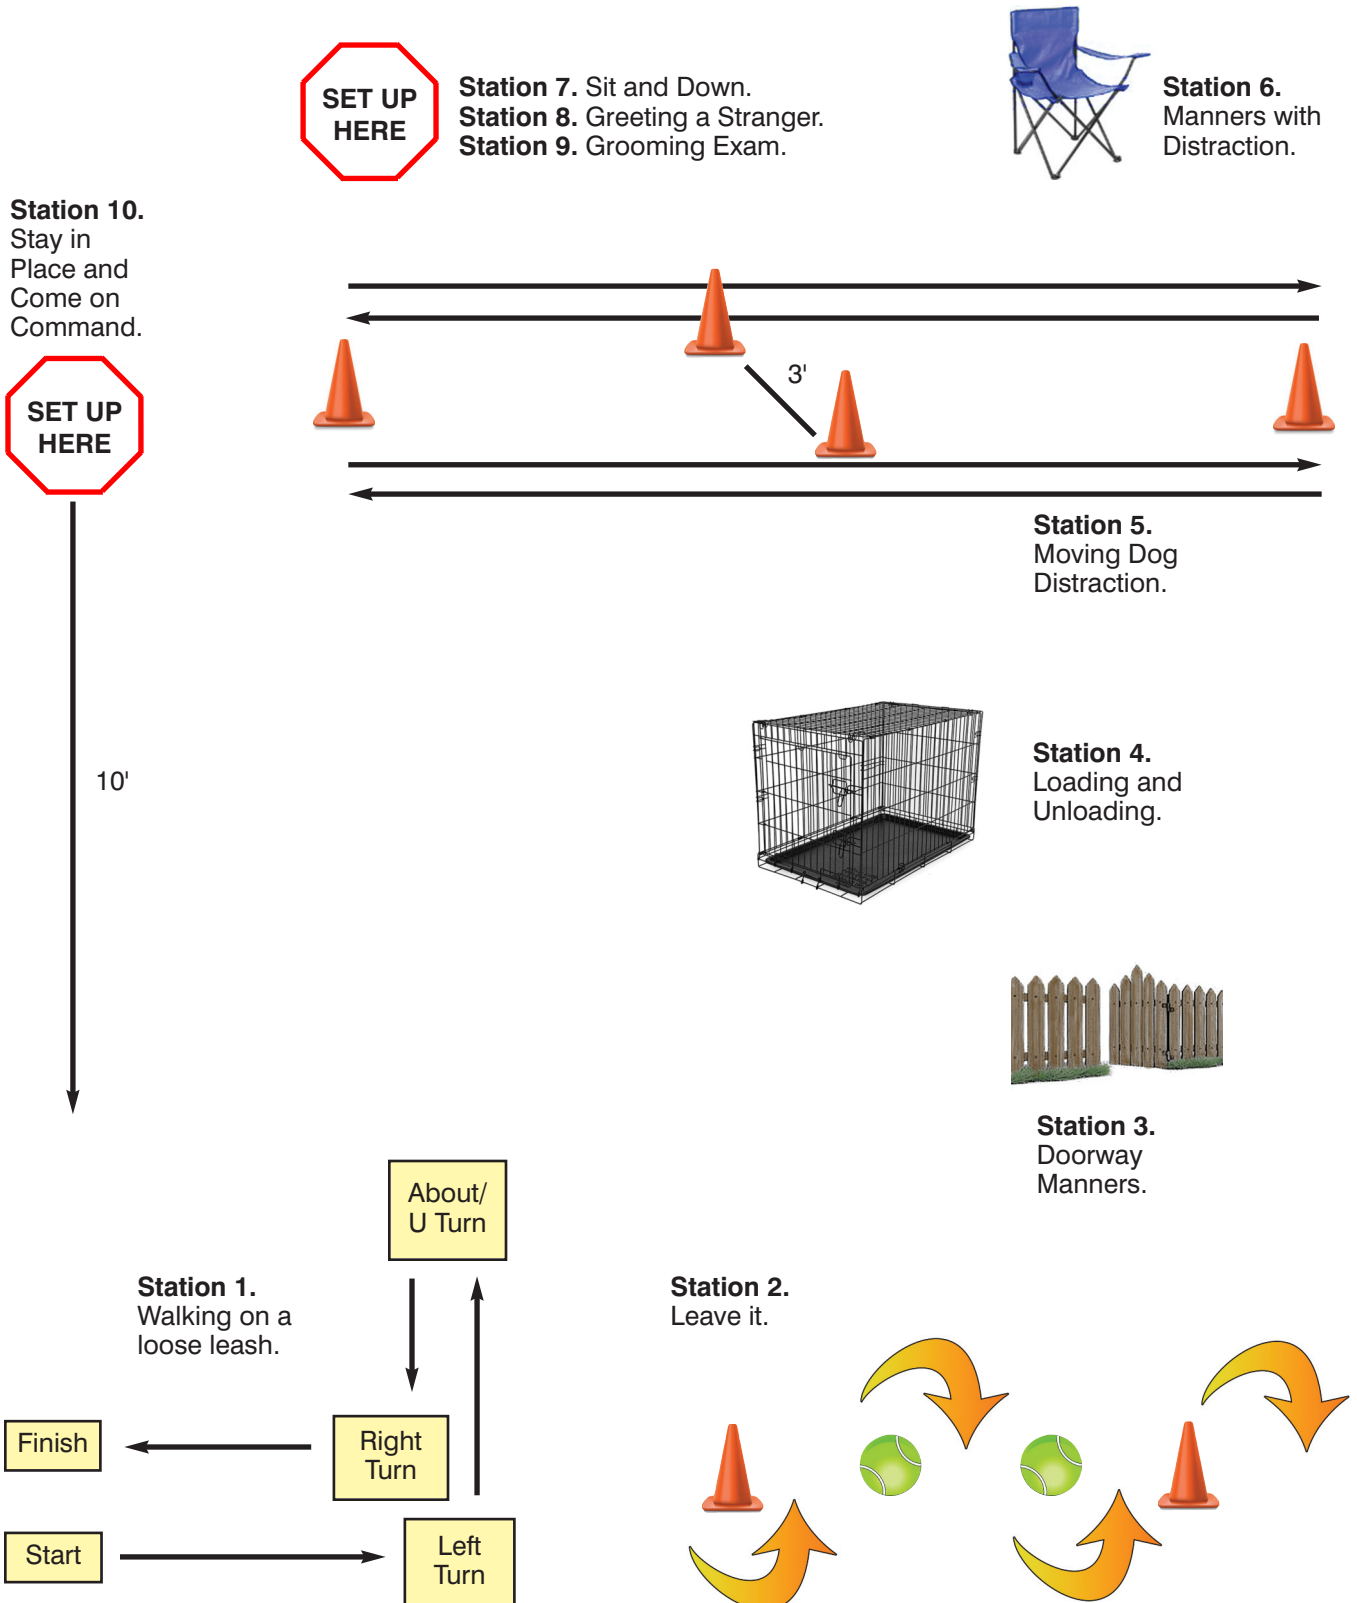 SET UP
HERE
Station 7. Sit and Down.
Station 8. Greeting a Stranger.
Station 9. Grooming Exam.
Station 6.
Manners with
Distraction.
Station 10.
Stay in
Place and
Come on
Command.
SET UP
HERE
3'
Station 5.
Moving Dog
Distraction.
10'
Station 4.
Loading and
Unloading.
Station 3.
Doorway
Manners.
About/
U Turn
Station 1.
Walking on a
loose leash.
Station 2.
Leave it.
Finish
Right
Turn
Start
Left
Turn